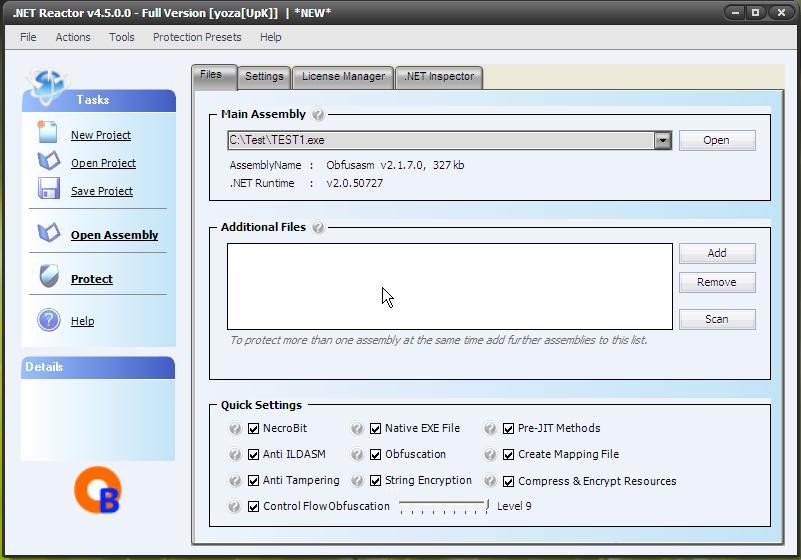 .NET Reactor v4.5.0.0 - Full Version [yoza[UpK]] | *NEW*
File Actions Tools Protection Presets Help
Tasks
New Project
Open Project
Save Project
Open Assembly
Protect
Help
Details
B
Files Settings License Manager .NET Inspector
Main Assembly ?
C:\Test\TEST1.exe Open
AssemblyName : Obfusasm v2.1.7.0, 327 kb
.NET Runtime : v2.0.50727
Additional Files ?
Add
Remove
Scan
To protect more than one assembly at the same time add further assemblies to this list.
Quick Settings
? NecroBit ? Native EXE File ? Pre-JIT Methods
? Anti ILDASM ? Obfuscation ? Create Mapping File
? Anti Tampering ? String Encryption ? Compress & Encrypt Resources
? Control Flow Obfuscation Level 9